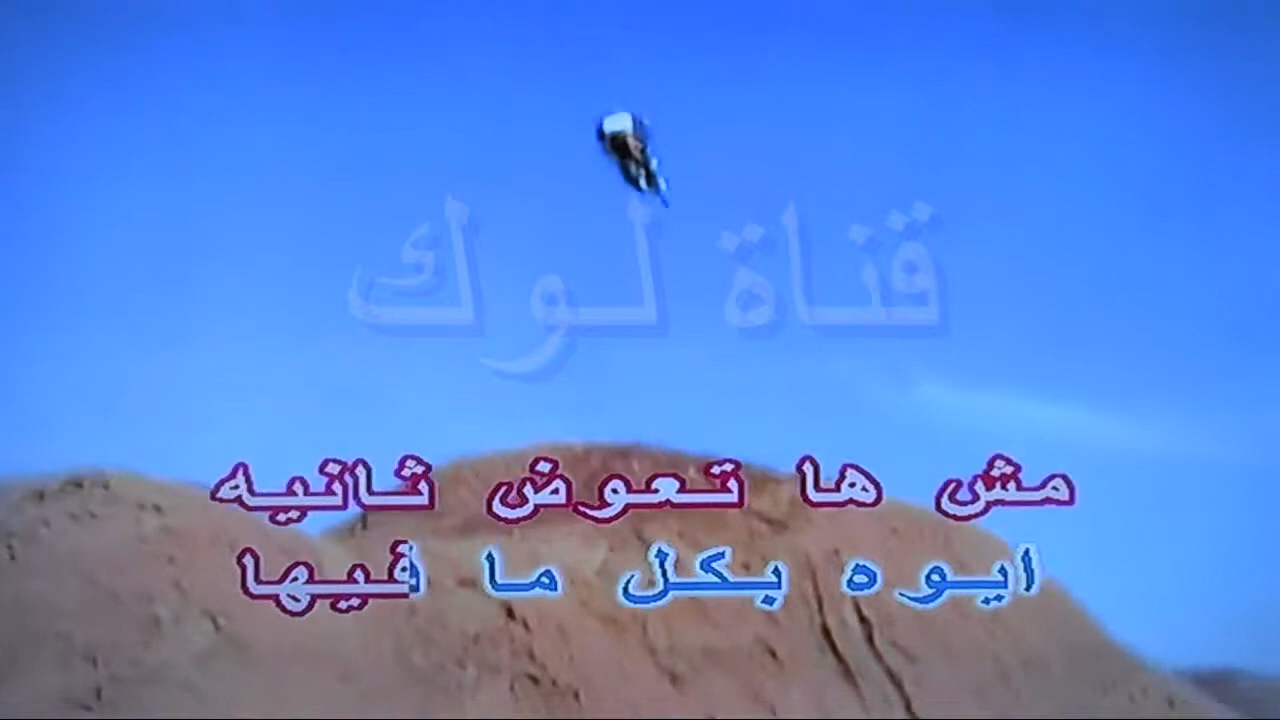 قناة لوك
مش ها تعوض ثانيه
ايوه بكل ما فيها